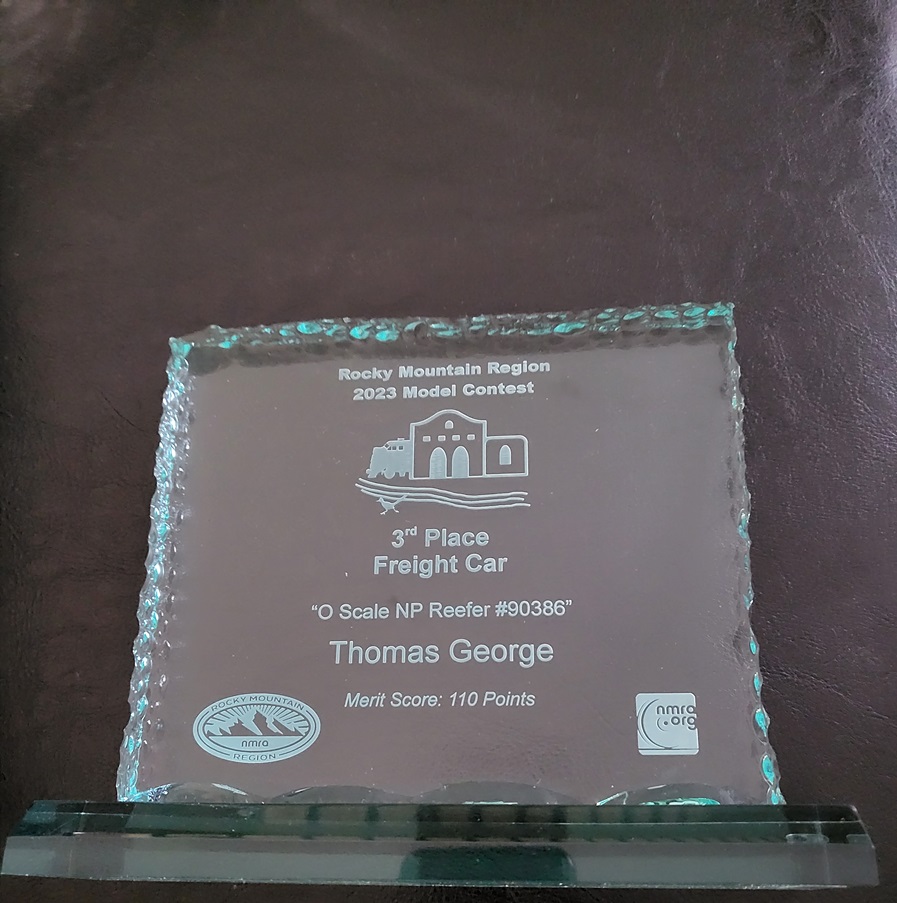 Rocky Mountain Region
2023 Model Contest
3rd Place
Freight Car
“O Scale NP Reefer #90386”
Thomas George
Merit Score: 110 Points
ROCKY MOUNTAIN
nmra
REGION
nmra
.org